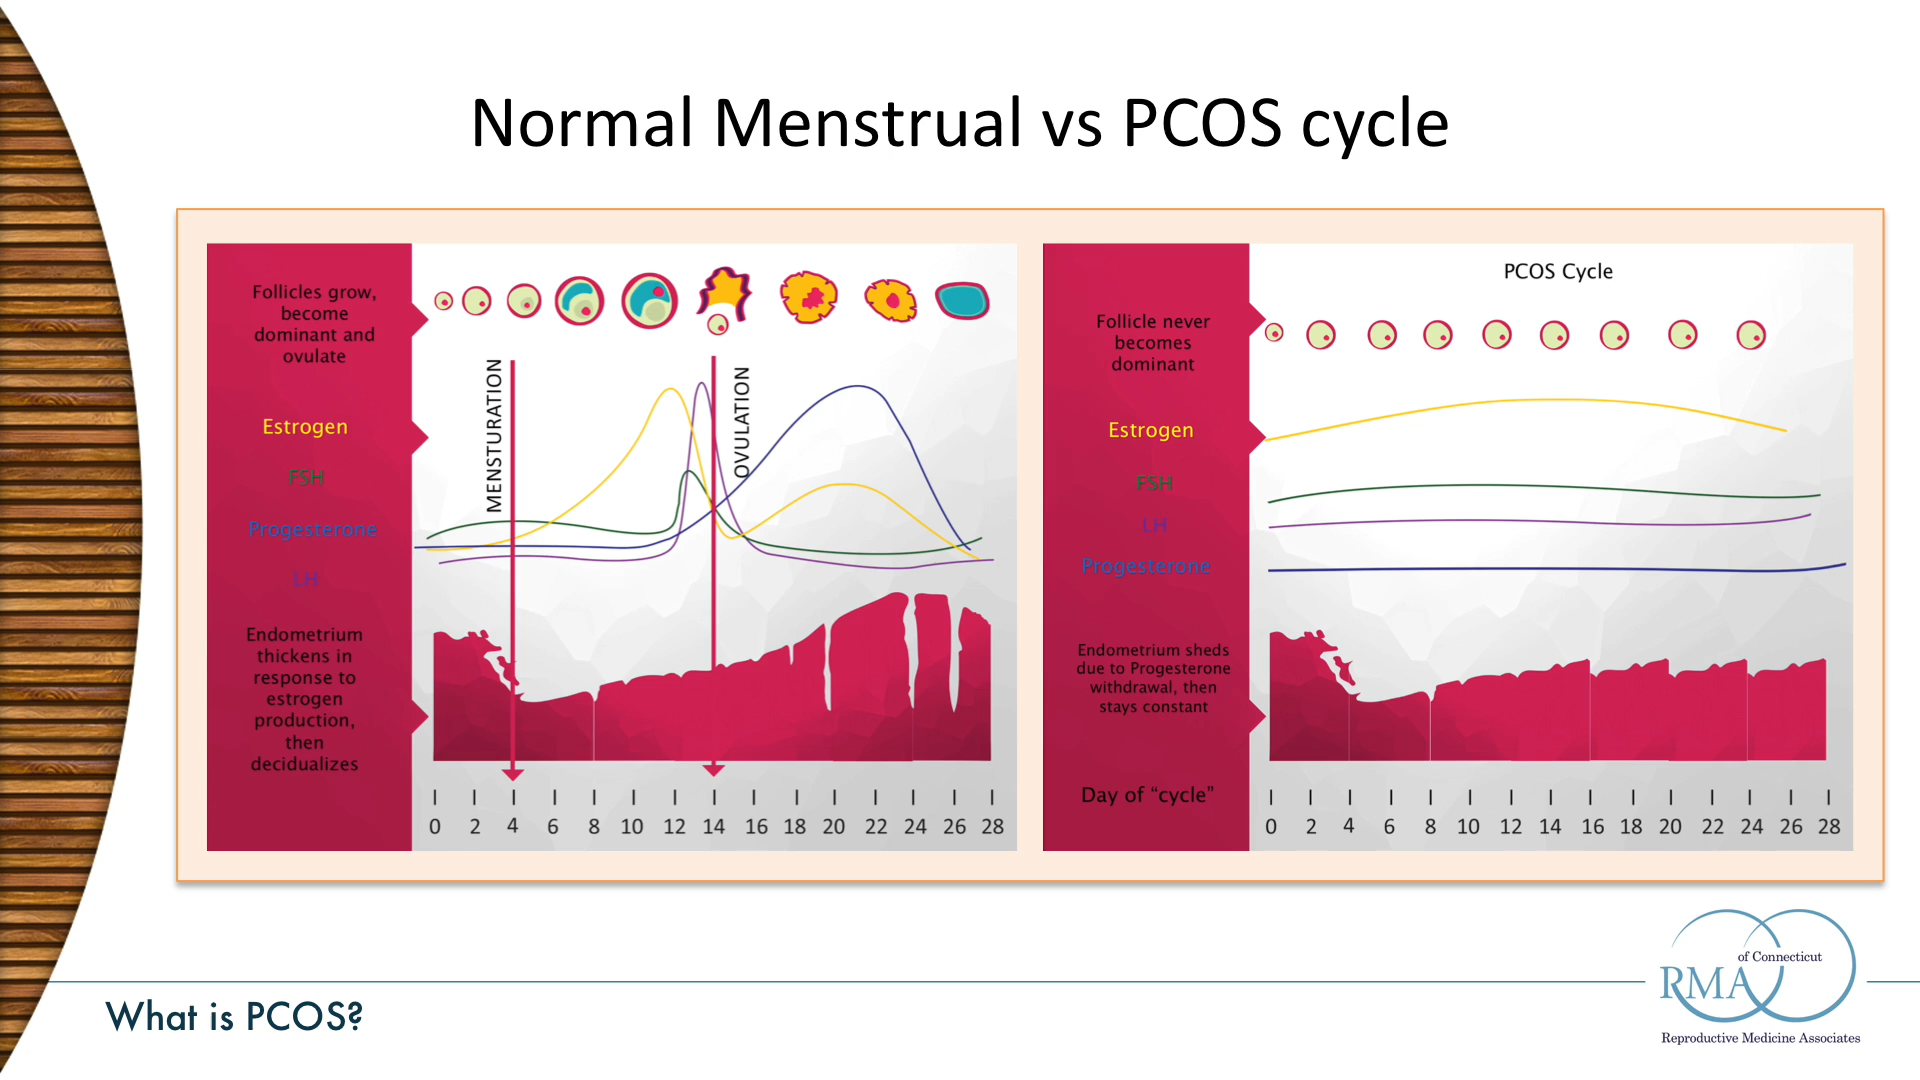 Normal Menstrual vs PCOS cycle
Follicles grow,
become
dominant and
ovulate
Estrogen
FSH
Progesterone
LH
Endometrium
thickens in
response to
estrogen
production,
then
decidualizes
MENSTURATION
OVULATION
0 2 4 6 8 10 12 14 16 18 20 22 24 26 28
PCOS Cycle
Follicle never
becomes
dominant
Estrogen
FSH
LH
Progesterone
Endometrium sheds
due to Progesterone
withdrawal, then
stays constant
Day of “cycle”
0 2 4 6 8 10 12 14 16 18 20 22 24 26 28
What is PCOS?
of Connecticut
RMA
Reproductive Medicine Associates